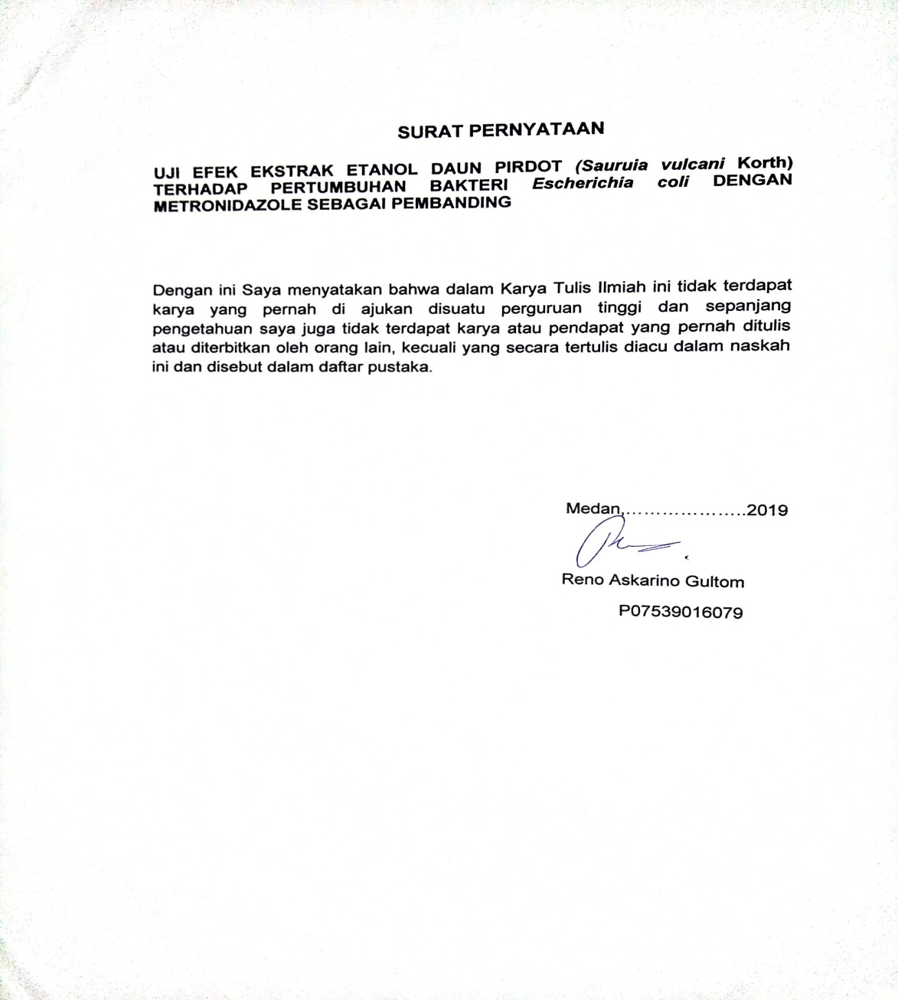 SURAT PERNYATAAN
UJI EFEK EKSTRAK ETANOL DAUN PIRDOT (Sauruia vulcani Korth)
TERHADAP PERTUMBUHAN BAKTERI Escherichia coli DENGAN
METRONIDAZOLE SEBAGAI PEMBANDING
Dengan ini Saya menyatakan bahwa dalam Karya Tulis Ilmiah ini tidak terdapat
karya yang pernah di ajukan disuatu perguruan tinggi dan sepanjang
pengetahuan saya juga tidak terdapat karya atau pendapat yang pernah ditulis
atau diterbitkan oleh orang lain, kecuali yang secara tertulis diacu dalam naskah
ini dan disebut dalam daftar pustaka.
Medan,.....................2019
Reno Askarino Gultom
P07539016079